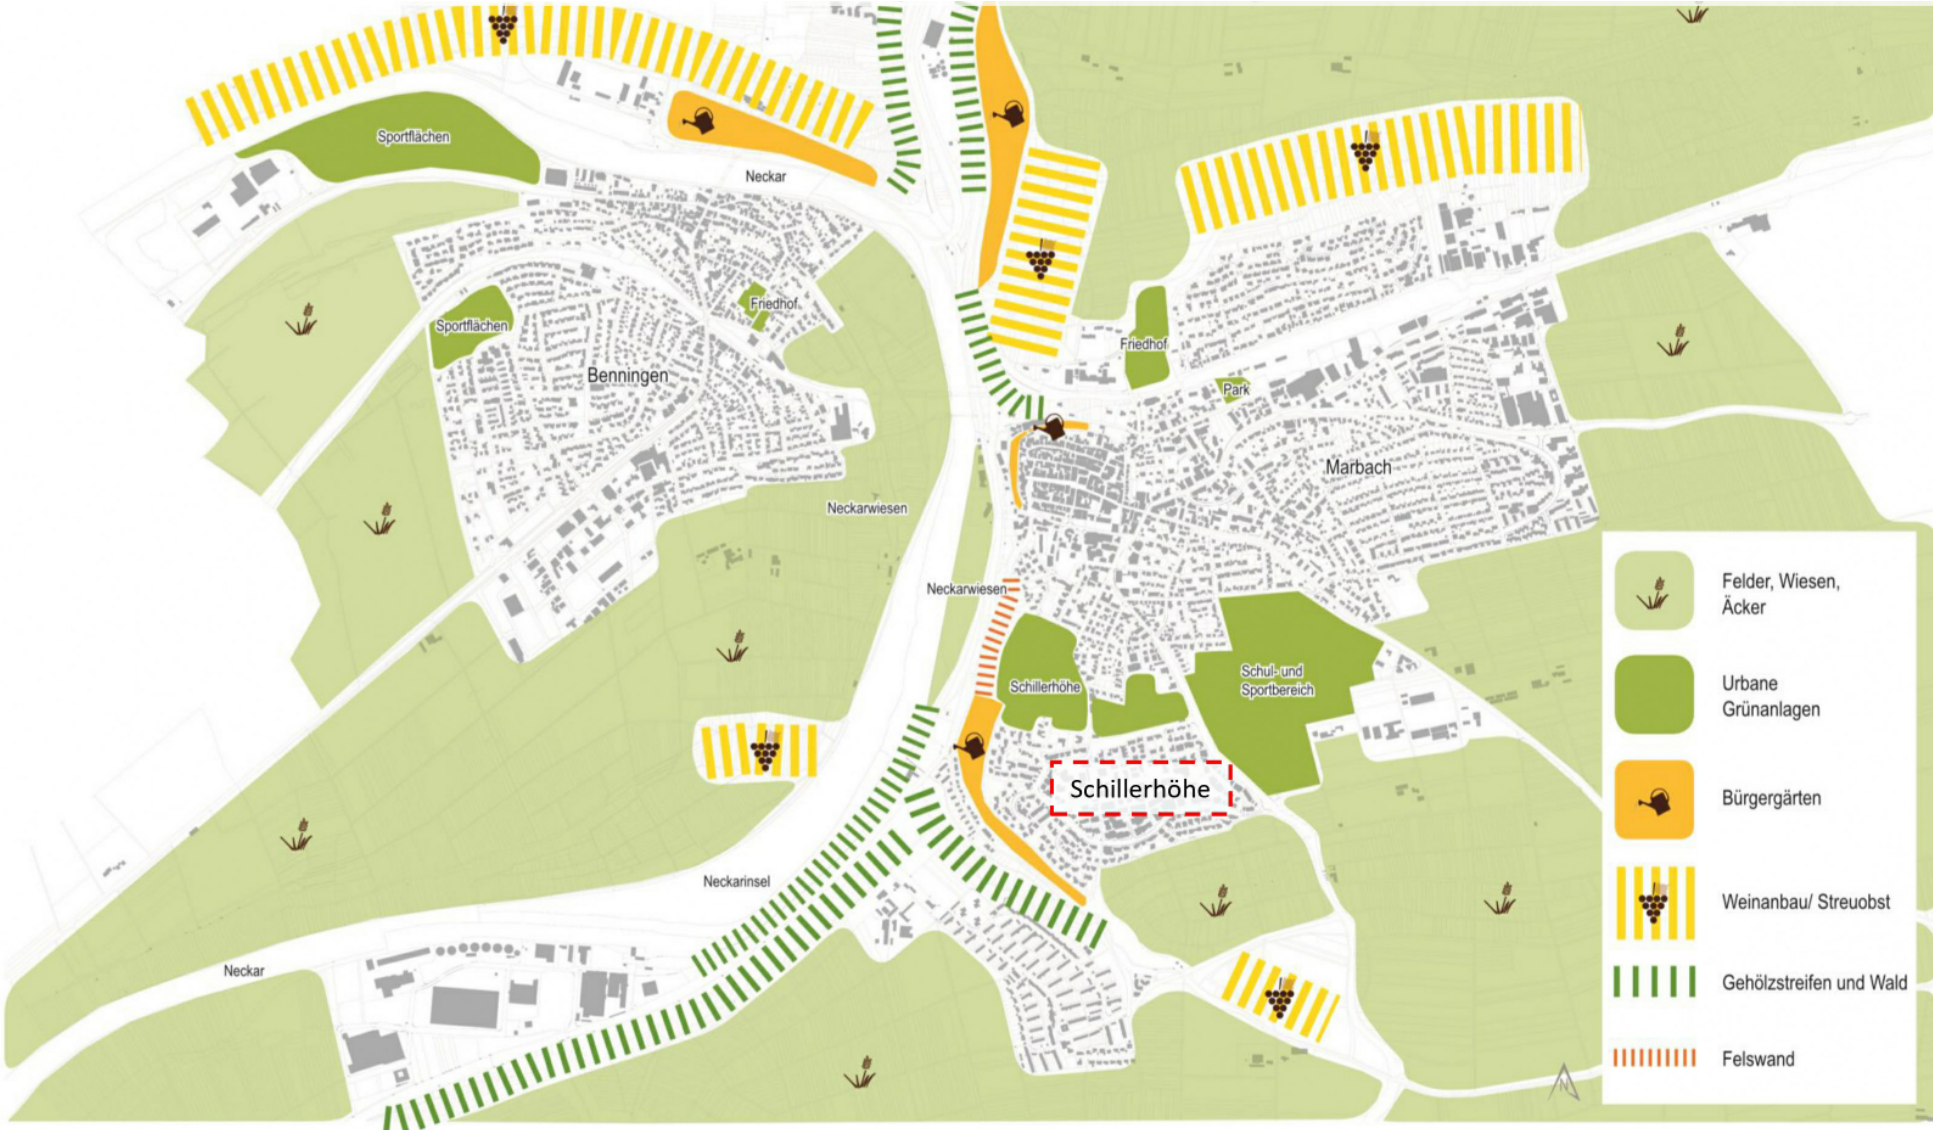 Sportflächen
Neckar
Friedhof
Sportflächen
Friedhof
Benningen
Park
Marbach
Neckarwiesen
Neckarwiesen
Schillerhöhe
Schul- und
Sportbereich
Schillerhöhe
Neckarinsel
Neckar
Felder, Wiesen,
Äcker
Urbane
Grünanlagen
Bürgergärten
Weinanbau/ Streuobst
Gehölzstreifen und Wald
Felswand
N